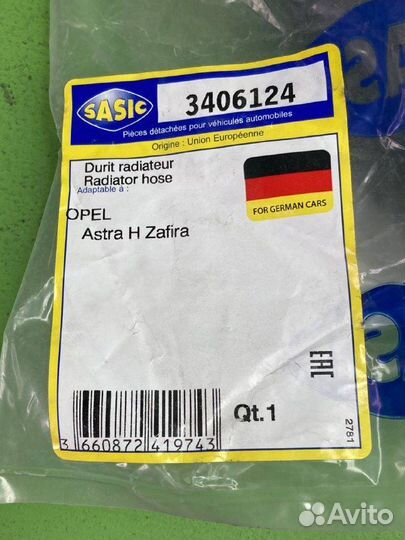 SASIC
3406124
Pièces détachées pour véhicules automobiles
Origine : Union Européenne
Durit radiateur
Radiator hose
Adaptable à :
OPEL
Astra H Zafira
FOR GERMAN CARS
EAC
Qt.1
2781
3 660872 419743
Avito